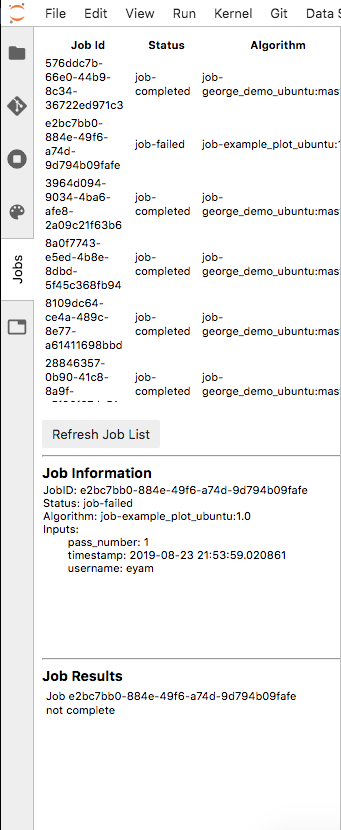 File Edit View Run Kernel Git Data S
Job Id Status Algorithm
576ddc7b-
66e0-44b9-
8c34-
36722ed971c3
job-
completed
job-
george_demo_ubuntu:mas
e2bc7bb0-
884e-49f6-
a74d-
9d794b09fafe
job-failed
job-example_plot_ubuntu:1
3964d094-
9034-4ba6-
afe8-
2a09c21f63b6
job-
completed
job-
george_demo_ubuntu:mas
8a0f7743-
e5ed-4b8e-
8dbd-
5f45c368fb94
job-
completed
job-
george_demo_ubuntu:mas
8109dc64-
ce4a-489c-
8e77-
a61411698bbd
job-
completed
job-
george_demo_ubuntu:mas
28846357-
0b90-41c8-
8a9f-
job-
completed
job-
george_demo_ubuntu:mas
Jobs
Refresh Job List
Job Information
JobID: e2bc7bb0-884e-49f6-a74d-9d794b09fafe
Status: job-failed
Algorithm: job-example_plot_ubuntu:1.0
Inputs:
pass_number: 1
timestamp: 2019-08-23 21:53:59.020861
username: eyam
Job Results
Job e2bc7bb0-884e-49f6-a74d-9d794b09fafe
not complete